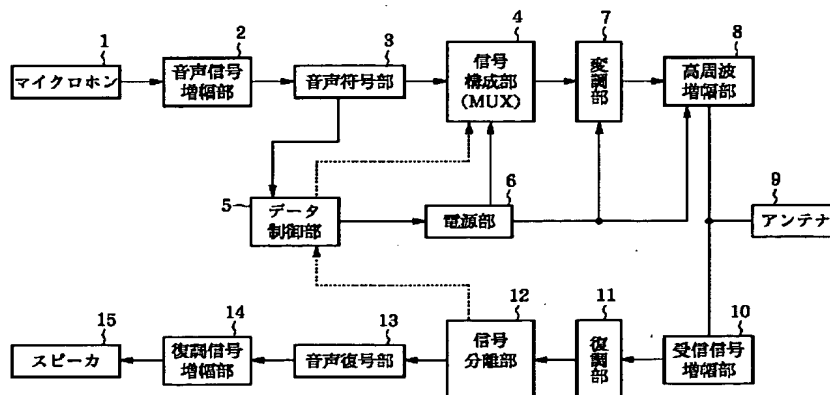 1
マイクロホン
2
音声信号
増幅部
3
音声符号部
4
信号
構成部
(MUX)
7
変調部
8
高周波
増幅部
5
データ
制御部
6
電源部
9
アンテナ
15
スピーカ
14
復調信号
増幅部
13
音声復号部
12
信号
分離部
11
復調部
10
受信信号
増幅部